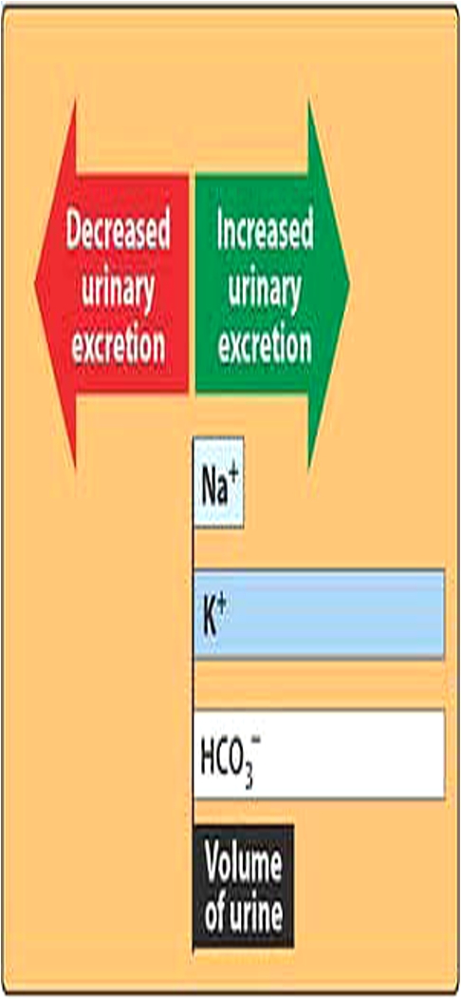 Decreased
urinary
excretion
Increased
urinary
excretion
Na⁺
K⁺
HCO₃⁻
Volume
of urine